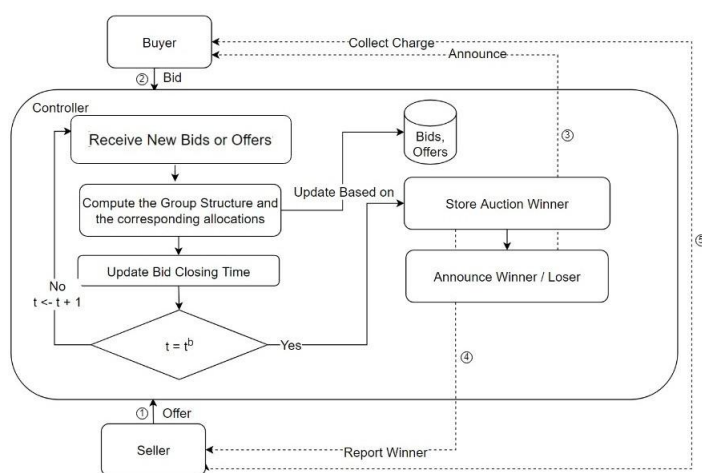 Buyer
Collect Charge
Announce
② Bid
Controller
Receive New Bids or Offers
Bids,
Offers
③
Compute the Group Structure and
the corresponding allocations
Update Based on
Store Auction Winner
⑤
Update Bid Closing Time
Announce Winner / Loser
No
t <- t + 1
t = tᵇ
Yes
④
① Offer
Seller
Report Winner